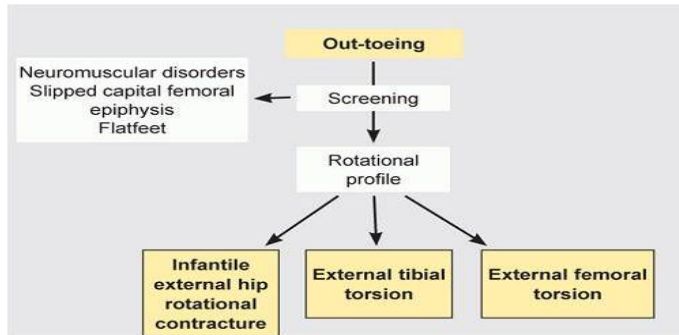 Out-toeing
Neuromuscular disorders
Slipped capital femoral
epiphysis
Flatfeet
Screening
Rotational
profile
Infantile
external hip
rotational
contracture
External tibial
torsion
External femoral
torsion